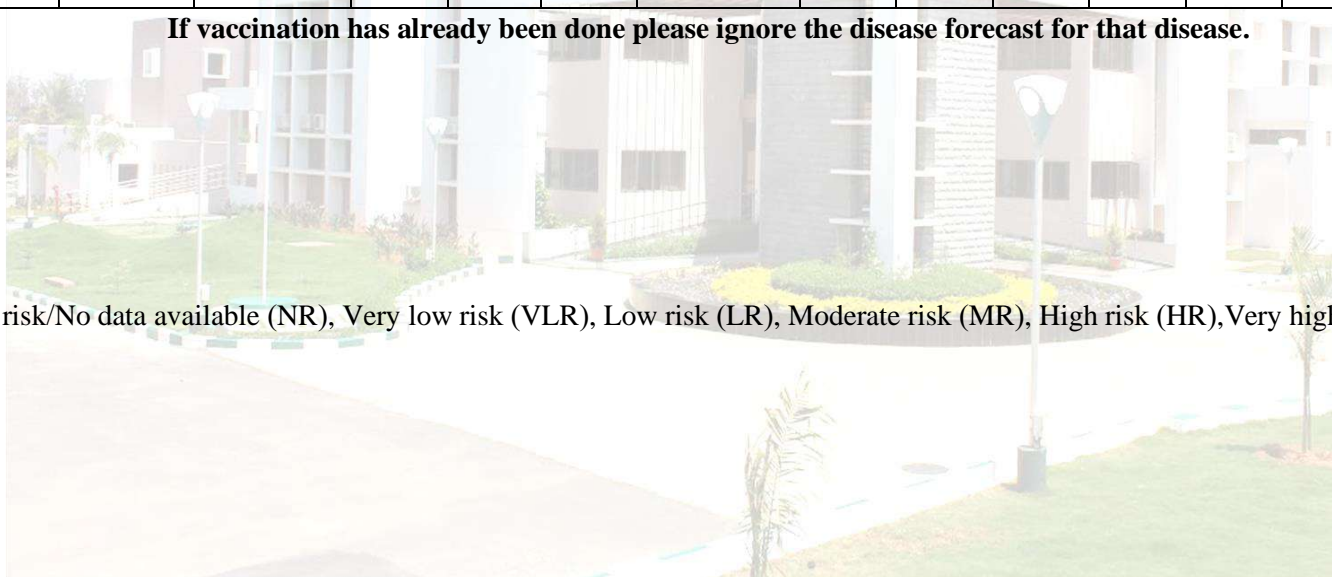 If vaccination has already been done please ignore the disease forecast for that disease.
risk/No data available (NR), Very low risk (VLR), Low risk (LR), Moderate risk (MR), High risk (HR),Very high